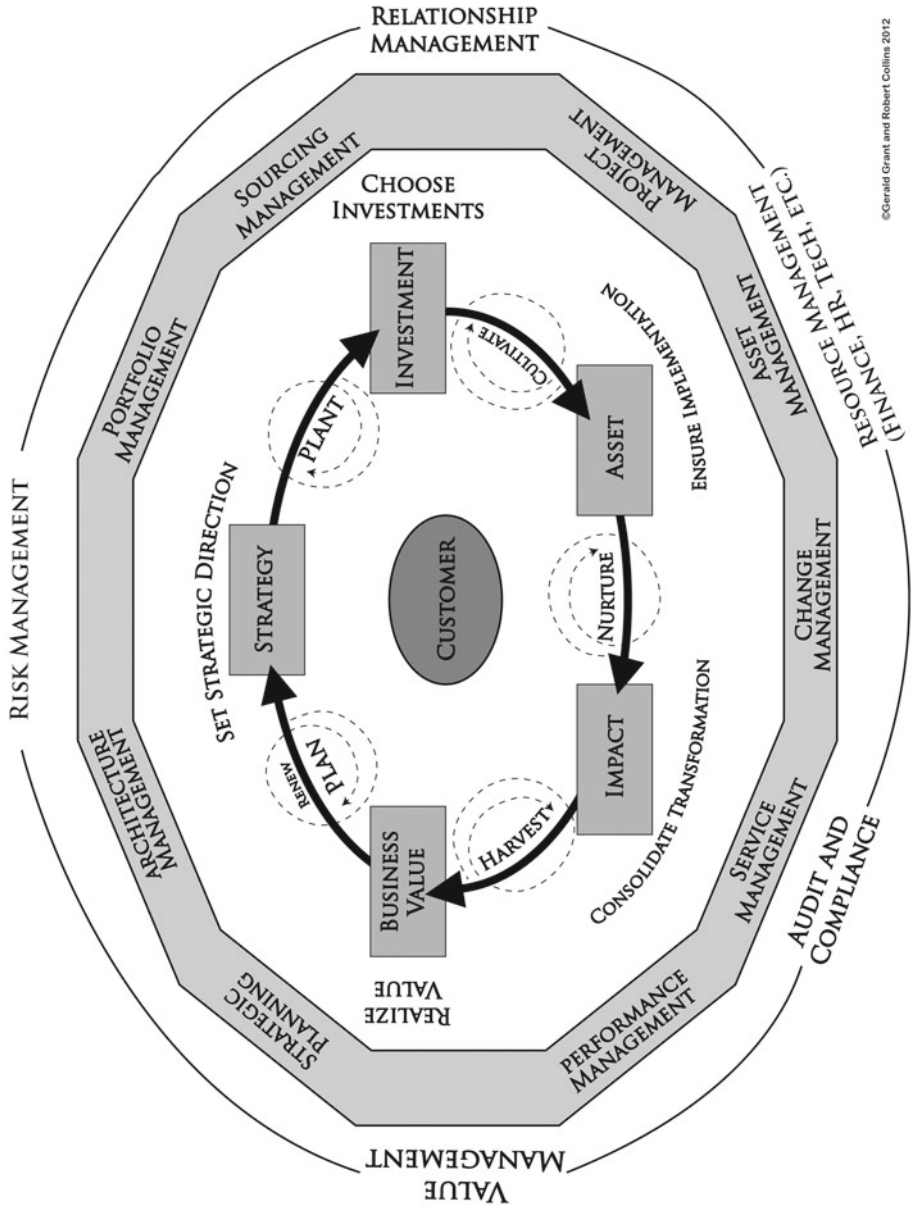 RISK MANAGEMENT
RELATIONSHIP
MANAGEMENT
RESOURCE MANAGEMENT
(FINANCE, HR, TECH, ETC.)
AUDIT AND
COMPLIANCE
VALUE
MANAGEMENT
STRATEGIC
PLANNING
ARCHITECTURE
MANAGEMENT
PORTFOLIO
MANAGEMENT
SOURCING
MANAGEMENT
PROJECT
MANAGEMENT
ASSET
MANAGEMENT
CHANGE
MANAGEMENT
SERVICE
MANAGEMENT
PERFORMANCE
MANAGEMENT
SET STRATEGIC DIRECTION
STRATEGY
PLANT
CHOOSE
INVESTMENTS
INVESTMENT
CULTIVATE
ENSURE IMPLEMENTATION
ASSET
NURTURE
CONSOLIDATE TRANSFORMATION
IMPACT
HARVEST
REALIZE
VALUE
BUSINESS
VALUE
RENEW
PLAN
CUSTOMER
©Gerald Grant and Robert Collins 2012